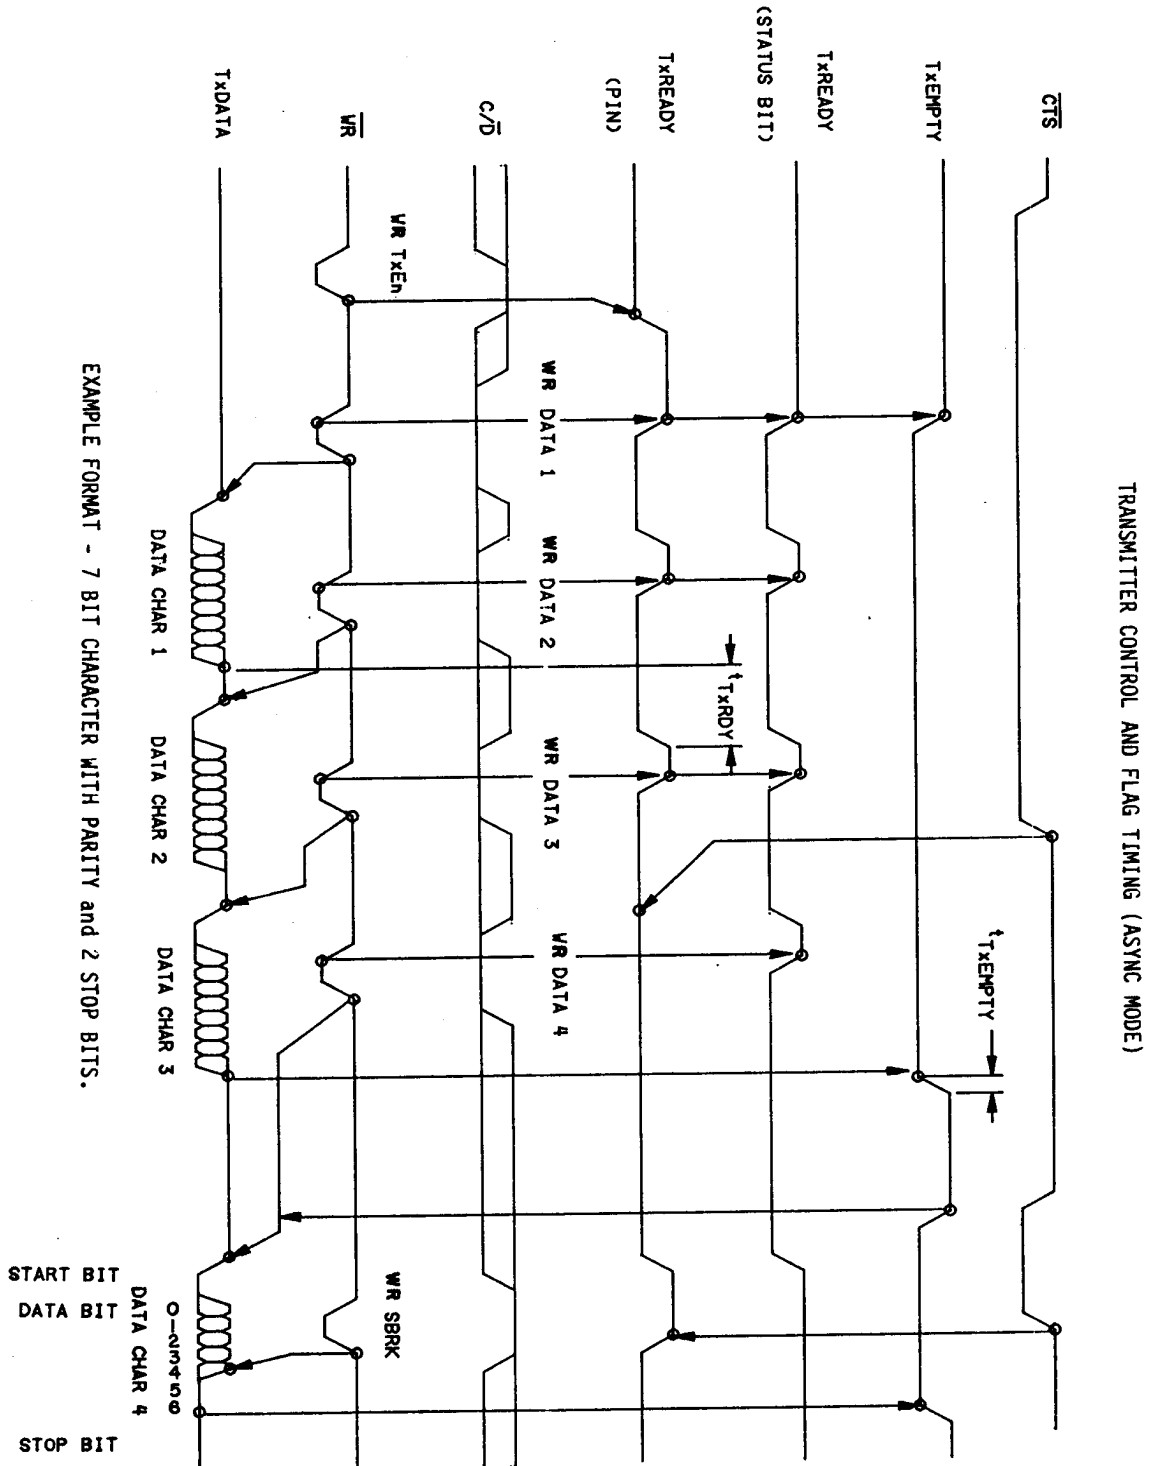 TRANSMITTER CONTROL AND FLAG TIMING (ASYNC MODE)
CTS
TxEMPTY
tTxEMPTY
TxREADY
(STATUS BIT)
tTxRDY
TxREADY
(PIN)
WR DATA 1
WR DATA 2
WR DATA 3
WR DATA 4
C/D
WR TxEn
WR SBRK
WR
TxDATA
DATA CHAR 1
DATA CHAR 2
DATA CHAR 3
DATA CHAR 4
0123456
START BIT
DATA BIT
STOP BIT
EXAMPLE FORMAT - 7 BIT CHARACTER WITH PARITY and 2 STOP BITS.